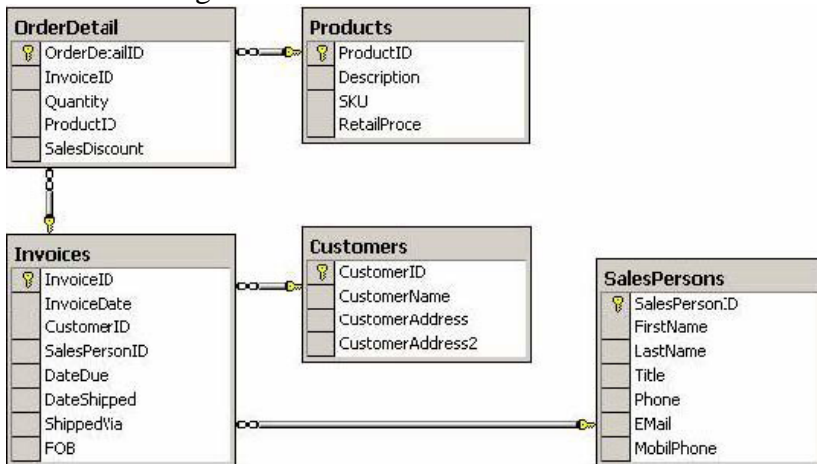 OrderDetail
OrderDetailID
InvoiceID
Quantity
ProductID
SalesDiscount
Products
ProductID
Description
SKU
RetailProce
Invoices
InvoiceID
InvoiceDate
CustomerID
SalesPersonID
DateDue
DateShipped
ShippedVia
FOB
Customers
CustomerID
CustomerName
CustomerAddress
CustomerAddress2
SalesPersons
SalesPersonID
FirstName
LastName
Title
Phone
EMail
MobilPhone